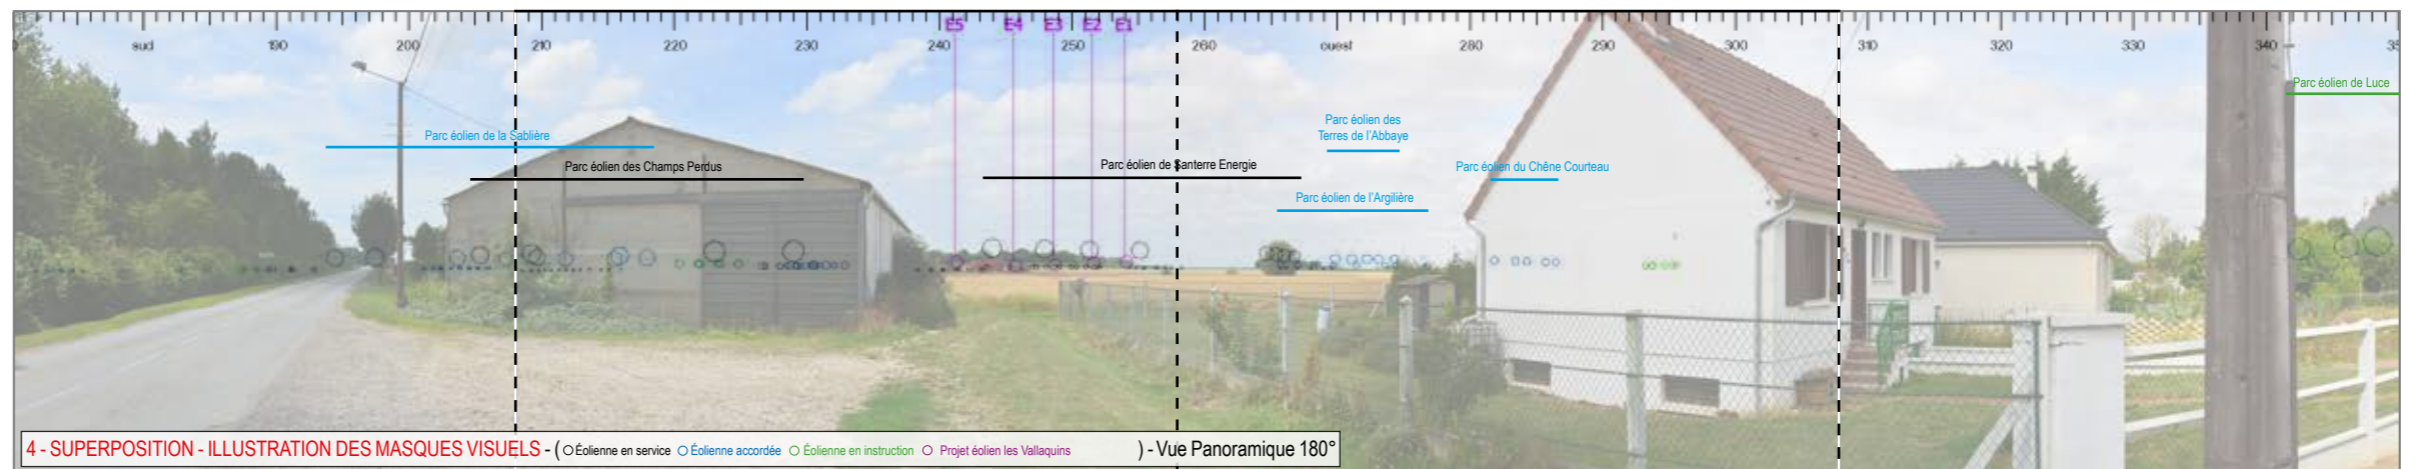 E5 E4 E3 E2 E1
sud 190 200 210 220 230 240 250 260 ouest 280 290 300 310 320 330 340
Parc éolien de Luce
Parc éolien des
Terres de l'Abbaye
Parc éolien de la Sablière
Parc éolien des Champs Perdus
Parc éolien de Santerre Energie
Parc éolien du Chêne Courteau
Parc éolien de l'Argilière
4 - SUPERPOSITION - ILLUSTRATION DES MASQUES VISUELS - ( Éolienne en service Éolienne accordée Éolienne en instruction Projet éolien les Vallaquins ) - Vue Panoramique 180°